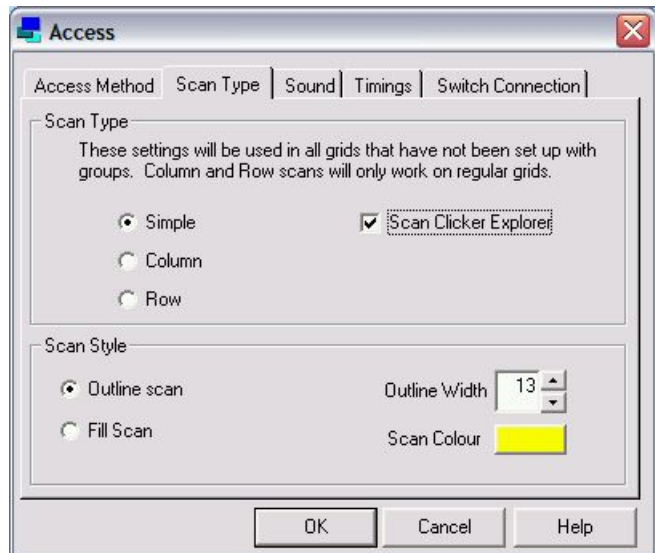 Access
Access Method Scan Type Sound Timings Switch Connection
Scan Type
These settings will be used in all grids that have not been set up with
groups. Column and Row scans will only work on regular grids.
Simple Scan Clicker Explorer
Column
Row
Scan Style
Outline scan Outline Width 13
Fill Scan Scan Colour
OK Cancel Help